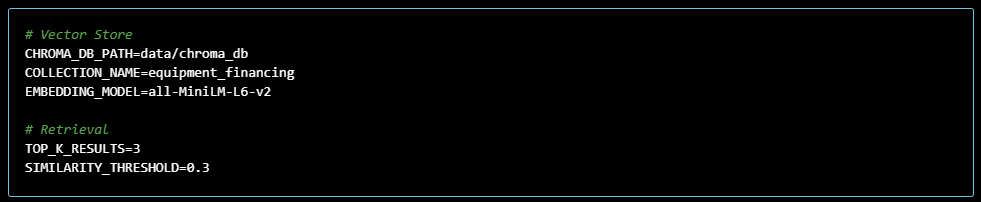 # Vector Store
CHROMA_DB_PATH=data/chroma_db
COLLECTION_NAME=equipment_financing
EMBEDDING_MODEL=all-MiniLM-L6-v2
# Retrieval
TOP_K_RESULTS=3
SIMILARITY_THRESHOLD=0.3